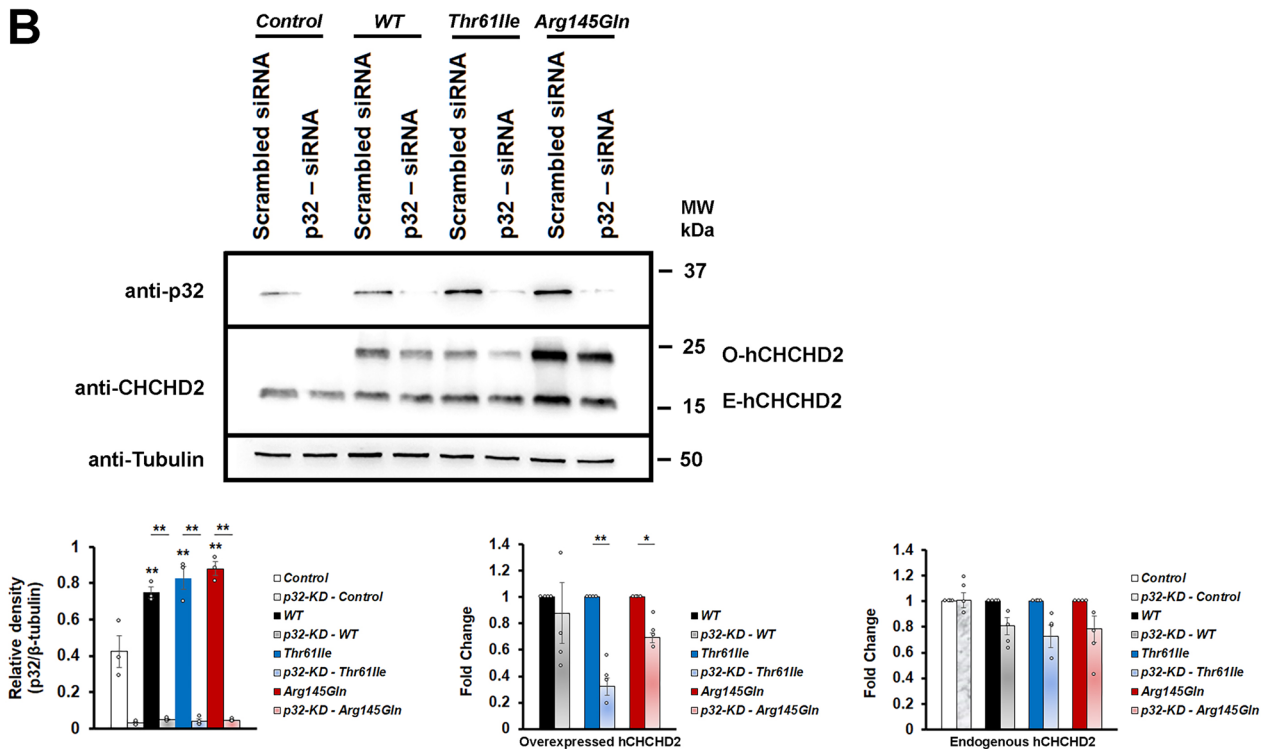 B
Control WT Thr61Ile Arg145Gln
Scrambled siRNA
p32 – siRNA
Scrambled siRNA
p32 – siRNA
Scrambled siRNA
p32 – siRNA
Scrambled siRNA
p32 – siRNA
MW
kDa
anti-p32
37
anti-CHCHD2
25
O-hCHCHD2
15
E-hCHCHD2
anti-Tubulin
50
Relative density
(p32/β-tubulin)
1
0.8
0.6
0.4
0.2
0
** ** **
** ** **
Control
p32-KD - Control
WT
p32-KD - WT
Thr61Ile
p32-KD - Thr61Ile
Arg145Gln
p32-KD - Arg145Gln
Fold Change
1.4
1.2
1
0.8
0.6
0.4
0.2
0
** *
Overexpressed hCHCHD2
WT
p32-KD - WT
Thr61Ile
p32-KD - Thr61Ile
Arg145Gln
p32-KD - Arg145Gln
Fold Change
1.4
1.2
1
0.8
0.6
0.4
0.2
0
Endogenous hCHCHD2
Control
p32-KD - Control
WT
p32-KD - WT
Thr61Ile
p32-KD - Thr61Ile
Arg145Gln
p32-KD - Arg145Gln